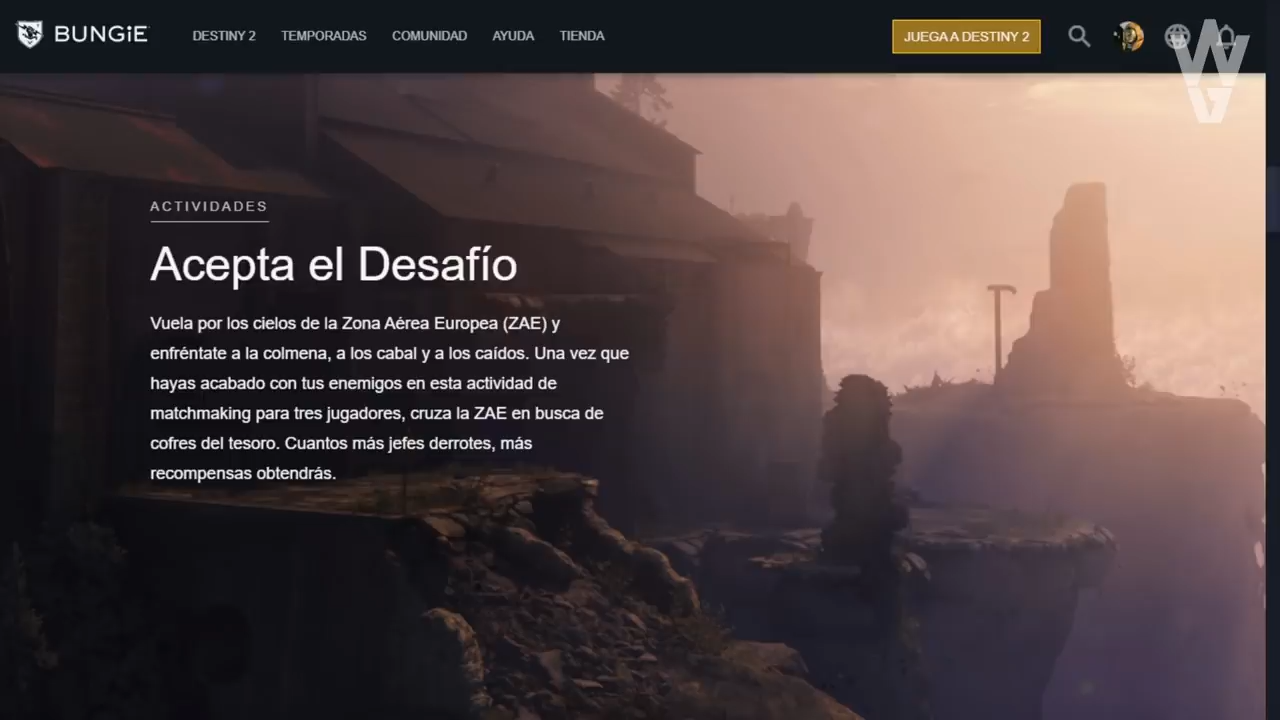 BUNGiE DESTINY 2 TEMPORADAS COMUNIDAD AYUDA TIENDA JUEGA A DESTINY 2
ACTIVIDADES
Acepta el Desafío
Vuela por los cielos de la Zona Aérea Europea (ZAE) y
enfréntate a la colmena, a los cabal y a los caídos. Una vez que
hayas acabado con tus enemigos en esta actividad de
matchmaking para tres jugadores, cruza la ZAE en busca de
cofres del tesoro. Cuantos más jefes derrotes, más
recompensas obtendrás.